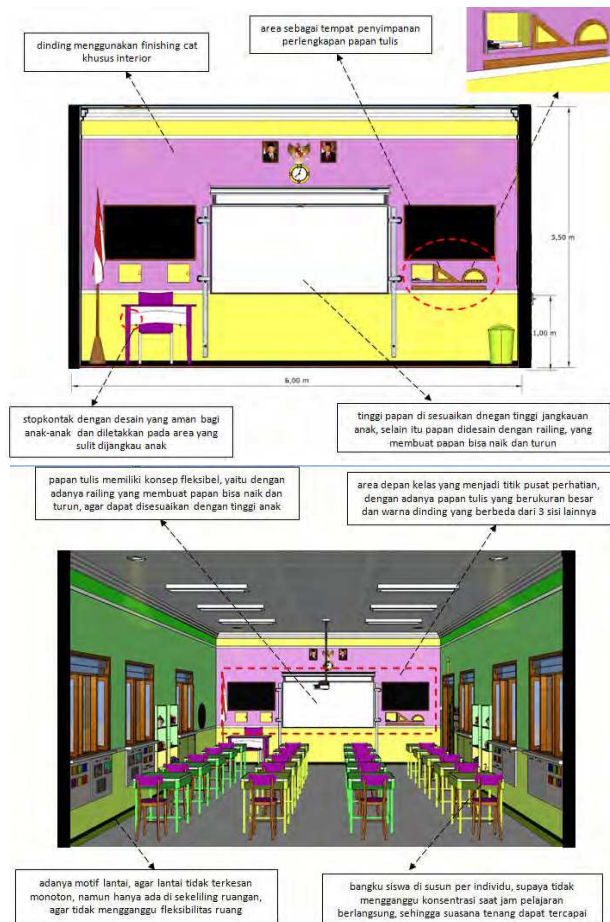 dinding menggunakan finishing cat
khusus interior
area sebagai tempat penyimpanan
perlengkapan papan tulis
3,50 m
1,00 m
6,00 m
stopkontak dengan desain yang aman bagi
anak-anak dan diletakkan pada area yang
sulit dijangkau anak
tinggi papan di sesuaikan dnegan tinggi jangkauan
anak, selain itu papan didesain dengan railing, yang
membuat papan bisa naik dan turun
papan tulis memiliki konsep fleksibel, yaitu dengan
adanya railing yang membuat papan bisa naik dan
turun, agar dapat disesuaikan dengan tinggi anak
area depan kelas yang menjadi titik pusat perhatian,
dengan adanya papan tulis yang berukuran besar
dan warna dinding yang berbeda dari 3 sisi lainnya
adanya motif lantai, agar lantai tidak terkesan
monoton, namun hanya ada di sekeliling ruangan,
agar tidak mengganggu fleksibilitas ruang
bangku siswa di susun per individu, supaya tidak
mengganggu konsentrasi saat jam pelajaran
berlangsung, sehingga suasana tenang dapat tercapai